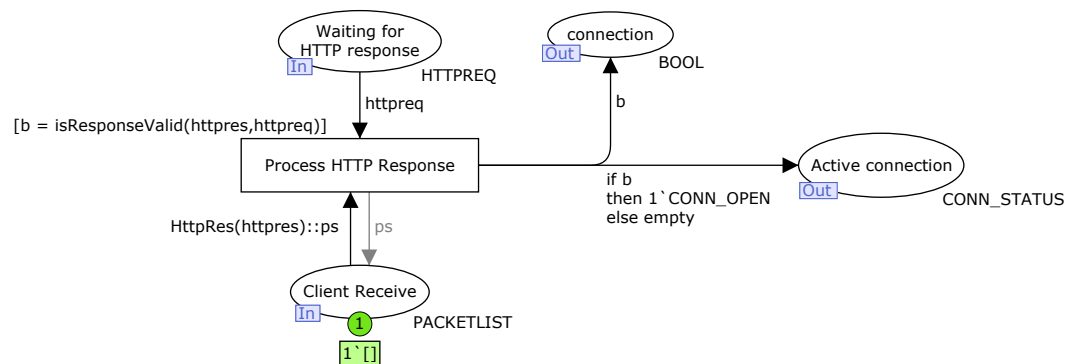 Waiting for
HTTP response
In
HTTPREQ
connection
Out
BOOL
httpreq
b
[b = isResponseValid(httpres,httpreq)]
Process HTTP Response
Active connection
Out
CONN_STATUS
if b
then 1`CONN_OPEN
else empty
HttpRes(httpres)::ps
ps
Client Receive
In
PACKETLIST
1
1`[]